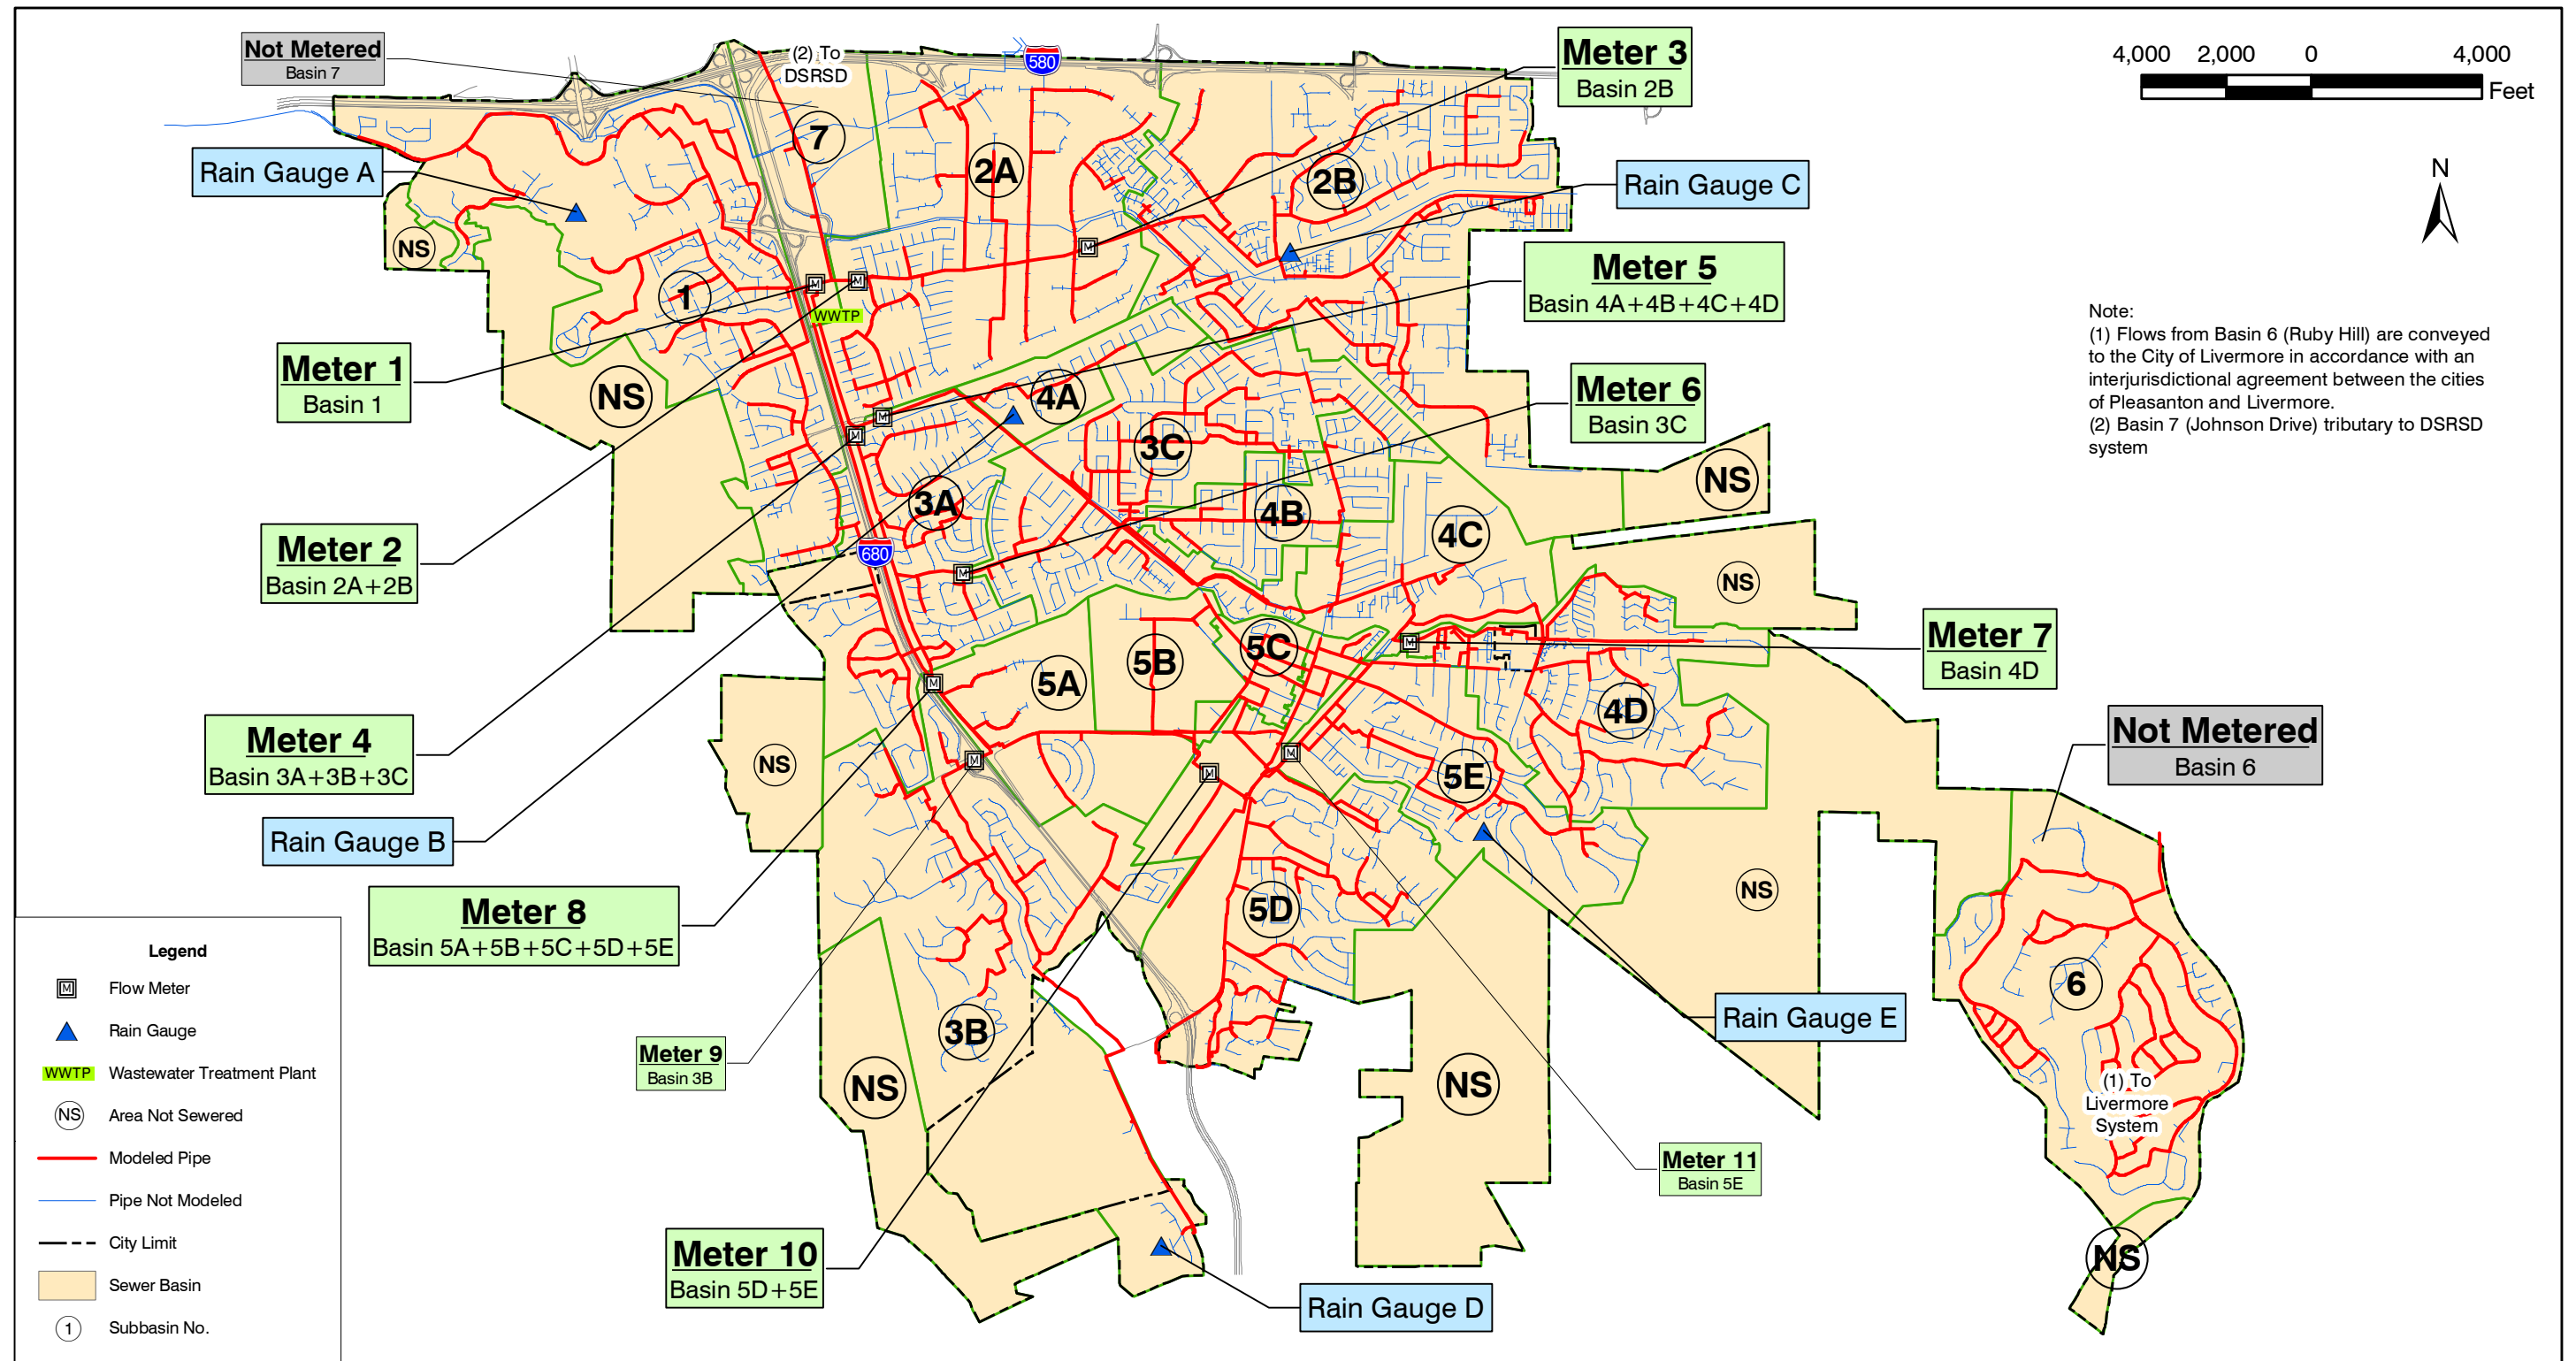 Not Metered
Basin 7
(2) To
DSRSD
580
Meter 3
Basin 2B
4,000 2,000 0 4,000
Feet
N
Rain Gauge A
7
2A
2B
Rain Gauge C
NS
1
WWTP
Meter 5
Basin 4A+4B+4C+4D
Note:
(1) Flows from Basin 6 (Ruby Hill) are conveyed
to the City of Livermore in accordance with an
interjurisdictional agreement between the cities
of Pleasanton and Livermore.
(2) Basin 7 (Johnson Drive) tributary to DSRSD
system
Meter 1
Basin 1
NS
4A
Meter 6
Basin 3C
3C
NS
3A
4B
4C
Meter 2
Basin 2A+2B
680
NS
Meter 7
Basin 4D
5C
5B
5A
4D
Meter 4
Basin 3A+3B+3C
NS
5E
Not Metered
Basin 6
Rain Gauge B
Meter 8
Basin 5A+5B+5C+5D+5E
5D
NS
6
Rain Gauge E
3B
Meter 9
Basin 3B
NS
NS
(1) To
Livermore
System
Meter 11
Basin 5E
Meter 10
Basin 5D+5E
NS
Rain Gauge D
M
M
M
M
M
M
M
M
M
M
M
Legend
M Flow Meter
Rain Gauge
WWTP Wastewater Treatment Plant
NS Area Not Sewered
Modeled Pipe
Pipe Not Modeled
City Limit
Sewer Basin
1 Subbasin No.